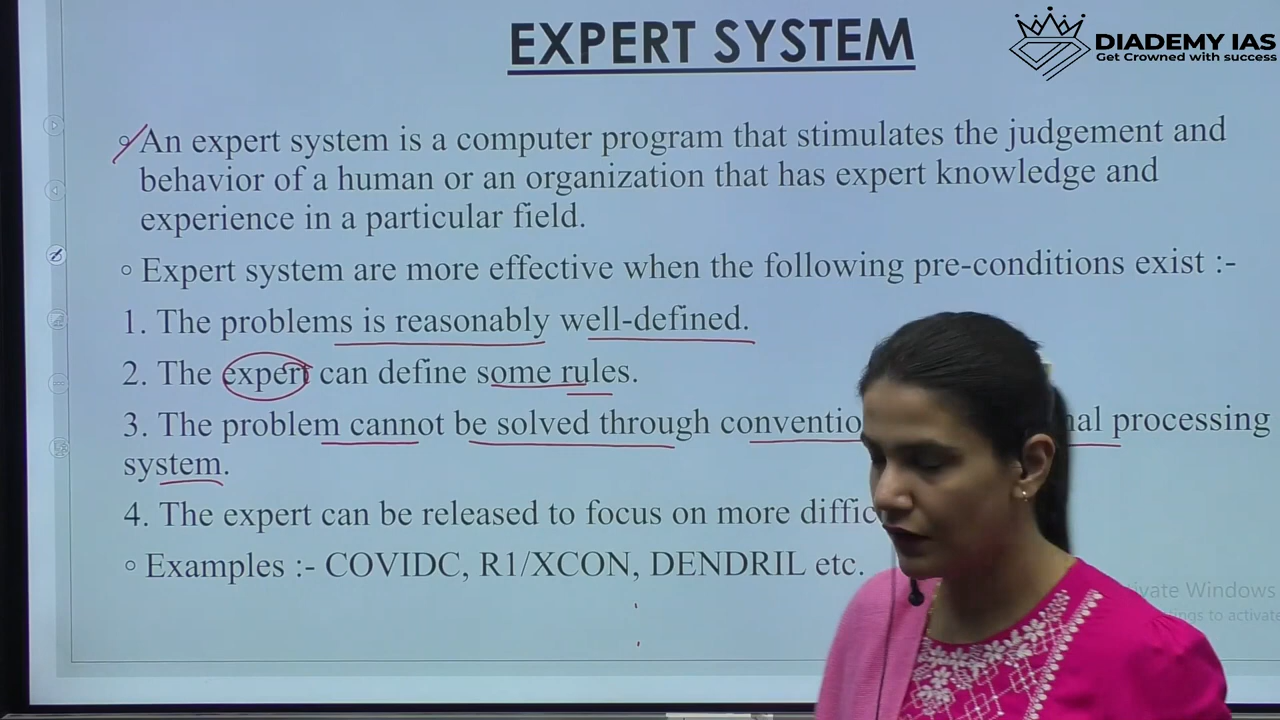 EXPERT SYSTEM
DIADEMY IAS
Get Crowned with success
An expert system is a computer program that stimulates the judgement and
behavior of a human or an organization that has expert knowledge and
experience in a particular field.
Expert system are more effective when the following pre-conditions exist :-
1. The problems is reasonably well-defined.
2. The expert can define some rules.
3. The problem cannot be solved through processing
system.
4. The expert can be released to focus on more
Examples :- COVIDC, R1/XCON, DENDRIL etc.
Windows